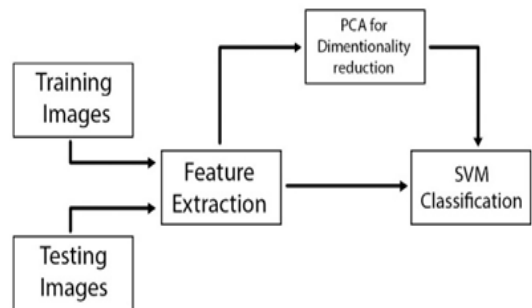 PCA for
Dimentionality
reduction
Training
Images
Feature
Extraction
SVM
Classification
Testing
Images